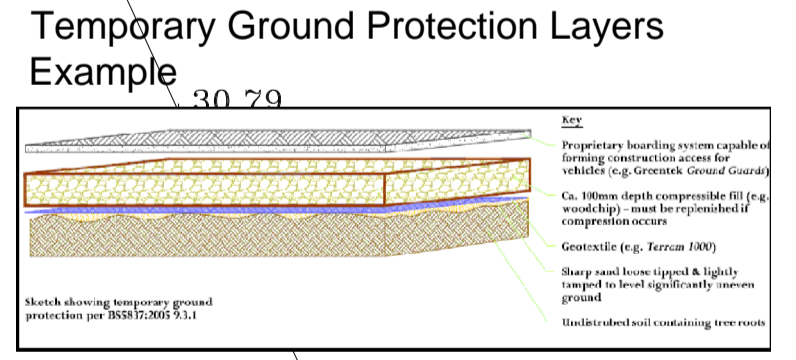 Temporary Ground Protection Layers
Example
30.79
Key
Proprietary boarding system capable of
forming construction access for
vehicles (e.g. Greentek Ground Guards)
Ca. 100mm depth compressible fill (e.g.
woodchip) - must be replenished if
compression occurs
Geotextile (e.g. Terram 1000)
Sharp sand loose tipped & lightly
tamped to level significantly uneven
ground
Undistrubed soil containing tree roots
Sketch showing temporary ground
protection per BS5837:2005 9.3.1